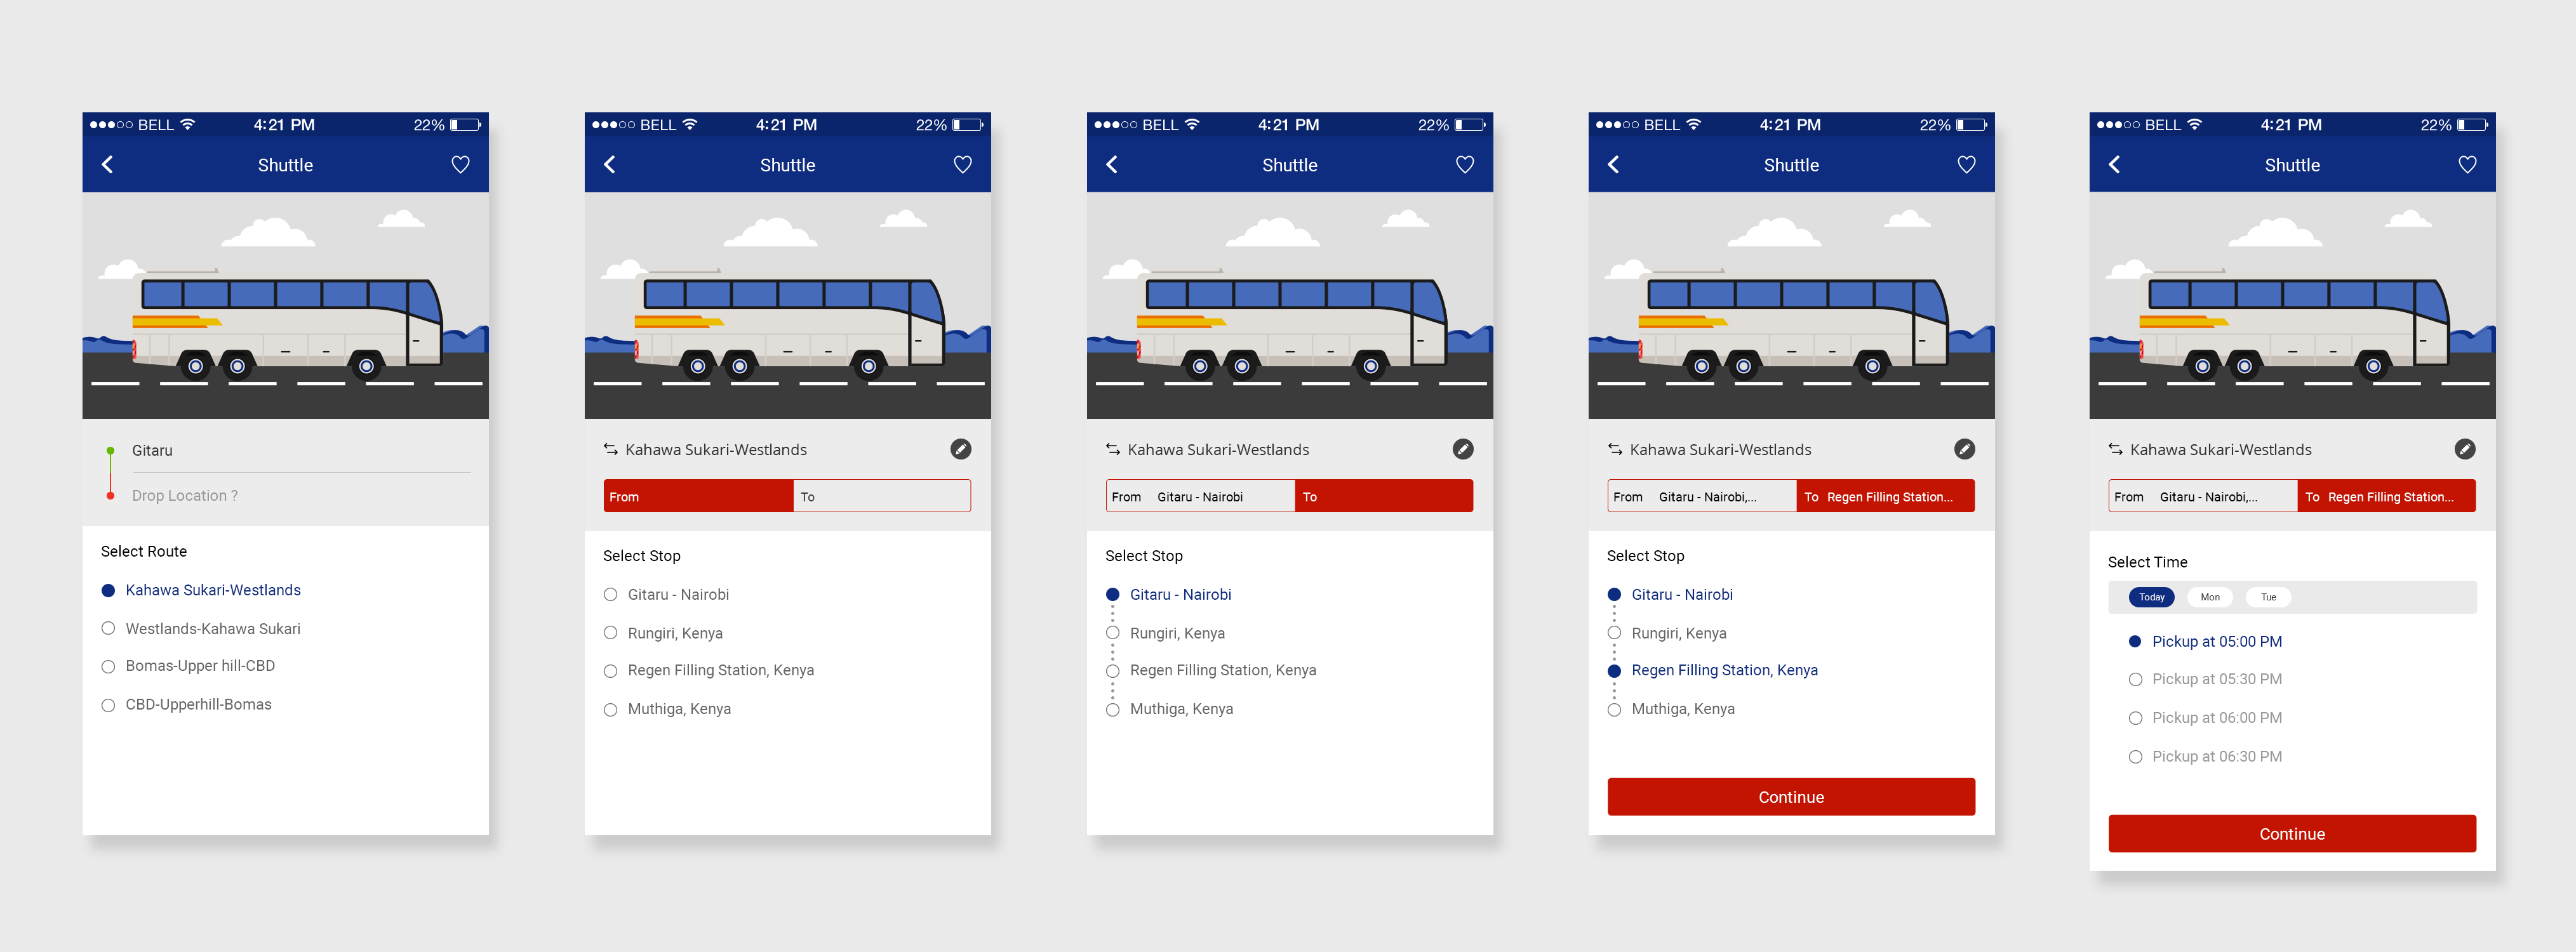 BELL 4:21 PM 22%
Shuttle
Gitaru
Drop Location ?
Select Route
Kahawa Sukari-Westlands
Westlands-Kahawa Sukari
Bomas-Upper hill-CBD
CBD-Upperhill-Bomas
BELL 4:21 PM 22%
Shuttle
Kahawa Sukari-Westlands
From To
Select Stop
Gitaru - Nairobi
Rungiri, Kenya
Regen Filling Station, Kenya
Muthiga, Kenya
BELL 4:21 PM 22%
Shuttle
Kahawa Sukari-Westlands
From Gitaru - Nairobi To
Select Stop
Gitaru - Nairobi
Rungiri, Kenya
Regen Filling Station, Kenya
Muthiga, Kenya
BELL 4:21 PM 22%
Shuttle
Kahawa Sukari-Westlands
From Gitaru - Nairobi,... To Regen Filling Station...
Select Stop
Gitaru - Nairobi
Rungiri, Kenya
Regen Filling Station, Kenya
Muthiga, Kenya
Continue
BELL 4:21 PM 22%
Shuttle
Kahawa Sukari-Westlands
From Gitaru - Nairobi,... To Regen Filling Station...
Select Time
Today Mon Tue
Pickup at 05:00 PM
Pickup at 05:30 PM
Pickup at 06:00 PM
Pickup at 06:30 PM
Continue